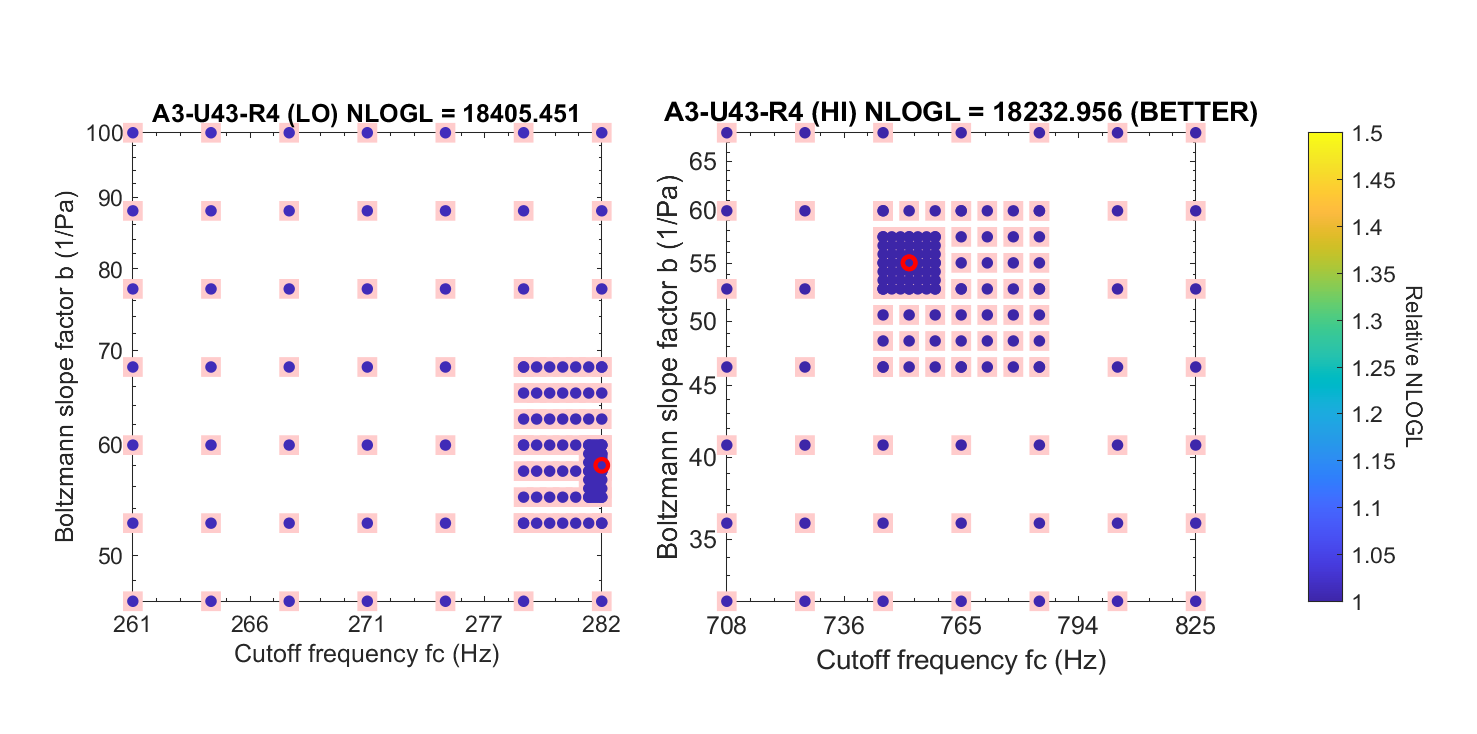 A3-U43-R4 (LO) NLOGL = 18405.451
100
90
80
70
60
50
Boltzmann slope factor b (1/Pa)
261 266 271 277 282
Cutoff frequency fc (Hz)
A3-U43-R4 (HI) NLOGL = 18232.956 (BETTER)
65
60
55
50
45
40
35
Boltzmann slope factor b (1/Pa)
708 736 765 794 825
Cutoff frequency fc (Hz)
1.5
1.45
1.4
1.35
1.3
1.25
1.2
1.15
1.1
1.05
1
Relative NLOGL